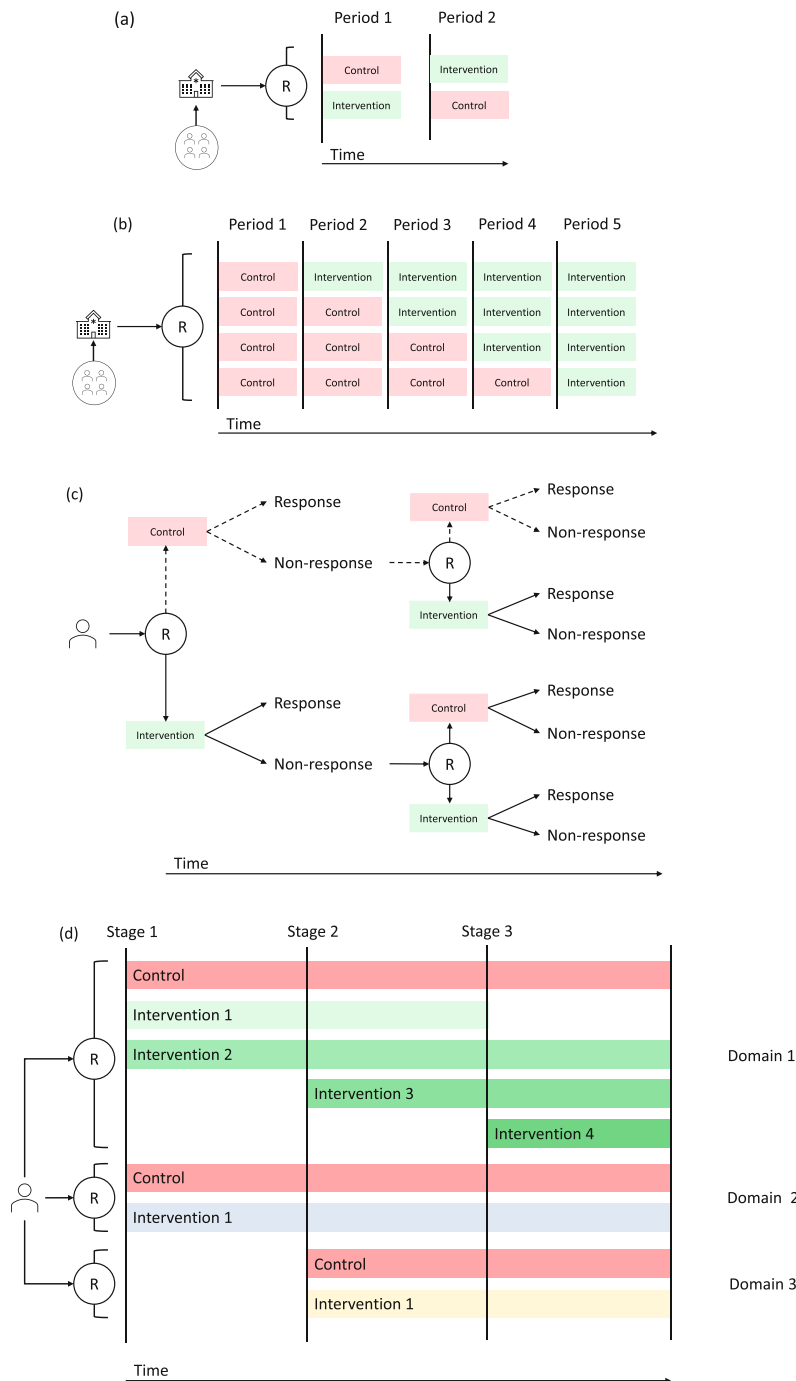 (a)
Period 1 Period 2
Control Intervention
R
Intervention Control
Time
(b)
Period 1 Period 2 Period 3 Period 4 Period 5
Control Intervention Intervention Intervention Intervention
Control Control Intervention Intervention Intervention
R
Control Control Control Intervention Intervention
Control Control Control Control Intervention
Time
(c)
Response Response
Control Control
Non-response
Non-response R
Response
Intervention
R Non-response
Response Response
Control
Intervention Non-response
Non-response R
Response
Intervention
Non-response
Time
(d)
Stage 1 Stage 2 Stage 3
Control
Intervention 1
Intervention 2
R Domain 1
Intervention 3
Intervention 4
Control
R Domain 2
Intervention 1
Control
R Domain 3
Intervention 1
Time